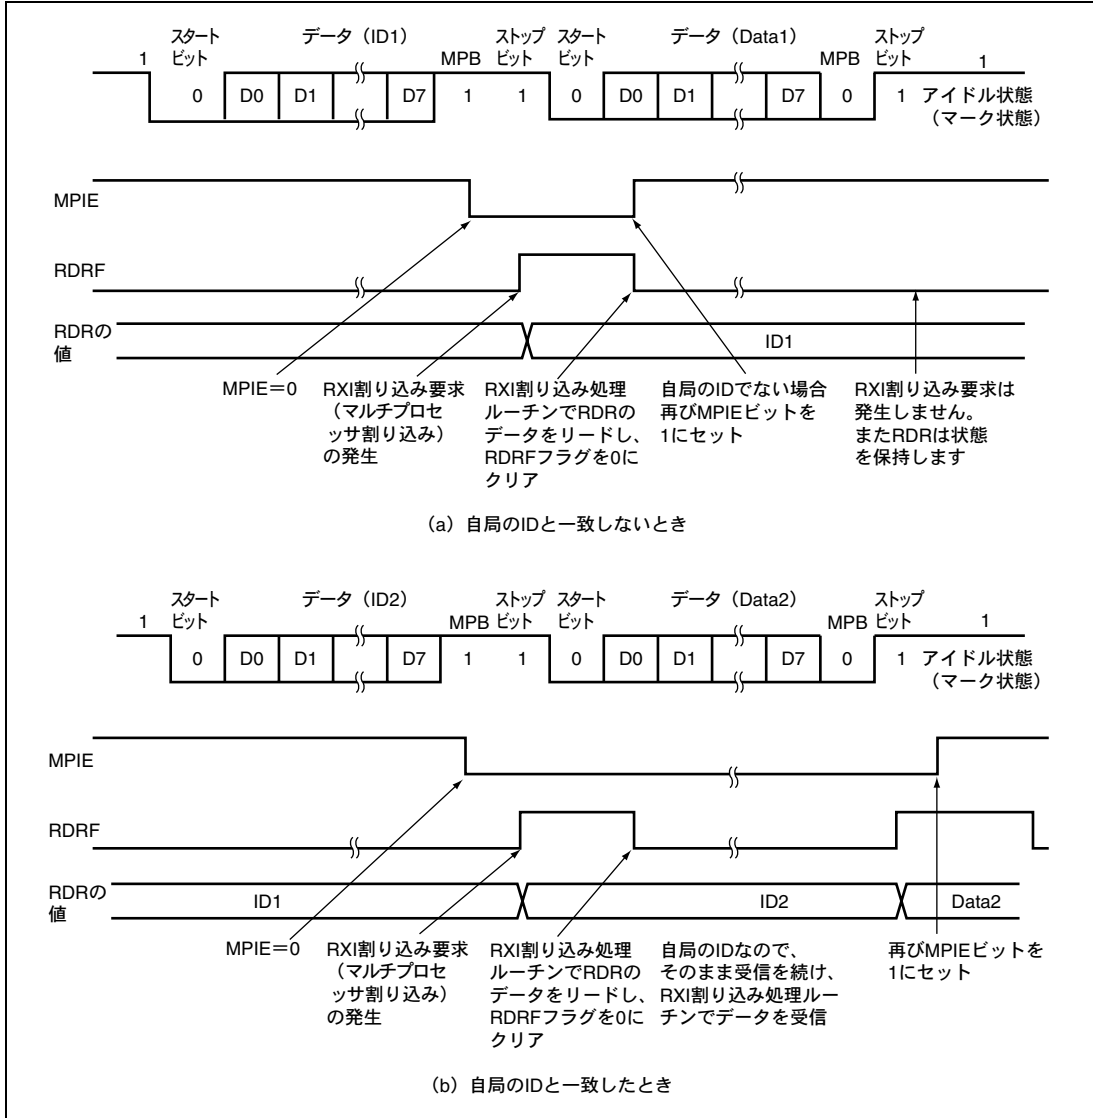 スタート
ビット
データ（ID1）
ストップ
ビット
スタート
ビット
データ（Data1）
ストップ
ビット
1 MPB MPB 1
0 D0 D1 D7 1 1 0 D0 D1 D7 0 1 アイドル状態
（マーク状態）
MPIE
RDRF
RDRの
値
ID1
MPIE＝0
RXI割り込み要求
（マルチプロセ
ッサ割り込み）
の発生
RXI割り込み処理
ルーチンでRDRの
データをリードし、
RDRFフラグを0に
クリア
自局のIDでない場合
再びMPIEビットを
1にセット
RXI割り込み要求は
発生しません。
またRDRは状態
を保持します
（a）自局のIDと一致しないとき
スタート
ビット
データ（ID2）
ストップ
ビット
スタート
ビット
データ（Data2）
ストップ
ビット
1 MPB MPB 1
0 D0 D1 D7 1 1 0 D0 D1 D7 0 1 アイドル状態
（マーク状態）
MPIE
RDRF
RDRの
値
ID1 ID2 Data2
MPIE＝0
RXI割り込み要求
（マルチプロセ
ッサ割り込み）
の発生
RXI割り込み処理
ルーチンでRDRの
データをリードし、
RDRFフラグを0に
クリア
自局のIDなので、
そのまま受信を続け、
RXI割り込み処理ルー
チンでデータを受信
再びMPIEビットを
1にセット
（b）自局のIDと一致したとき